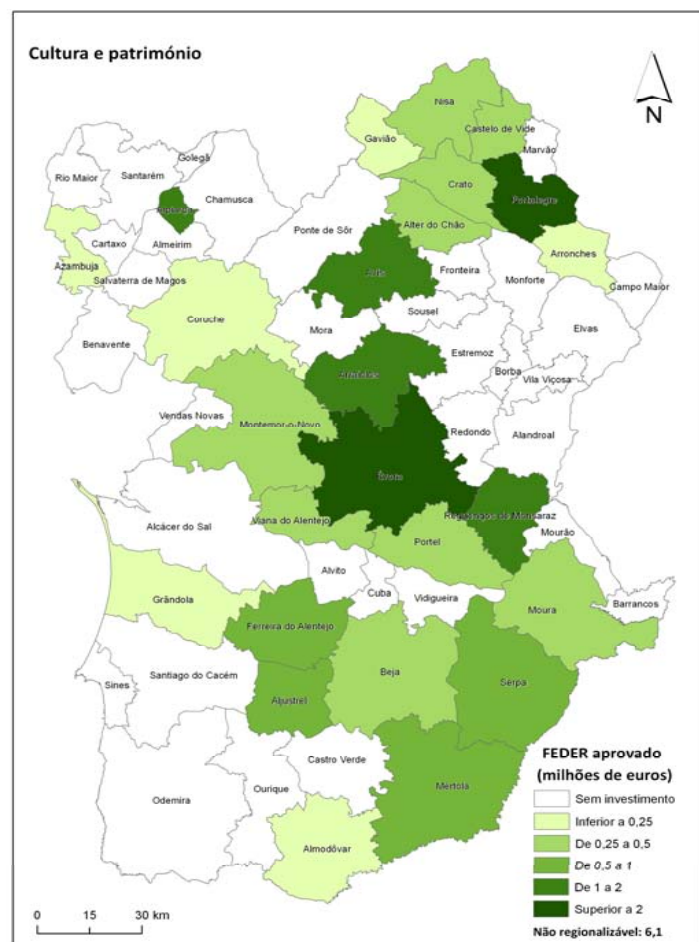 Cultura e património
N
Nisa
Castelo de Vide
Gavião
Marvão
Golegã
Rio Maior
Santarém
Chamusca
Crato
Portalegre
Alpiarça
Ponte de Sôr
Alter do Chão
Cartaxo
Almeirim
Arronches
Azambuja
Fronteira
Monforte
Salvaterra de Magos
Avis
Campo Maior
Coruche
Sousel
Mora
Elvas
Benavente
Estremoz
Arraiolos
Borba
Vila Viçosa
Vendas Novas
Montemor-o-Novo
Redondo
Alandroal
Évora
Reguengos de Monsaraz
Alcácer do Sal
Viana do Alentejo
Portel
Mourão
Alvito
Cuba
Vidigueira
Grândola
Barrancos
Moura
Ferreira do Alentejo
Santiago do Cacém
Beja
Serpa
Sines
Aljustrel
Castro Verde
Mértola
Odemira
Ourique
Almodôvar
FEDER aprovado
(milhões de euros)
Sem investimento
Inferior a 0,25
De 0,25 a 0,5
De 0,5 a 1
De 1 a 2
Superior a 2
Não regionalizável: 6,1
0 15 30 km